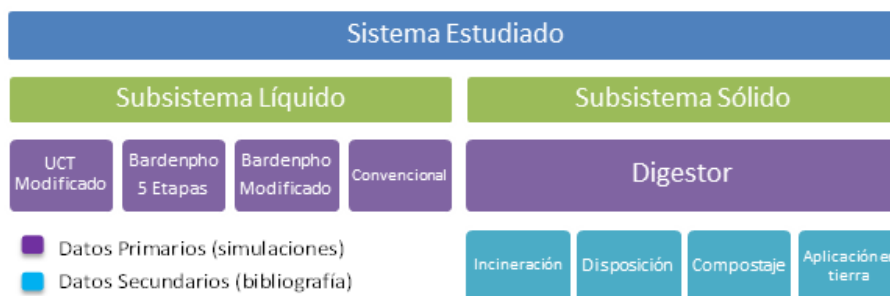 Sistema Estudiado
Subsistema Líquido
Subsistema Sólido
UCT
Modificado
Bardenpho
5 Etapas
Bardenpho
Modificado
Convencional
Digestor
Datos Primarios (simulaciones)
Datos Secundarios (bibliografía)
Incineración
Disposición
Compostaje
Aplicación en
tierra